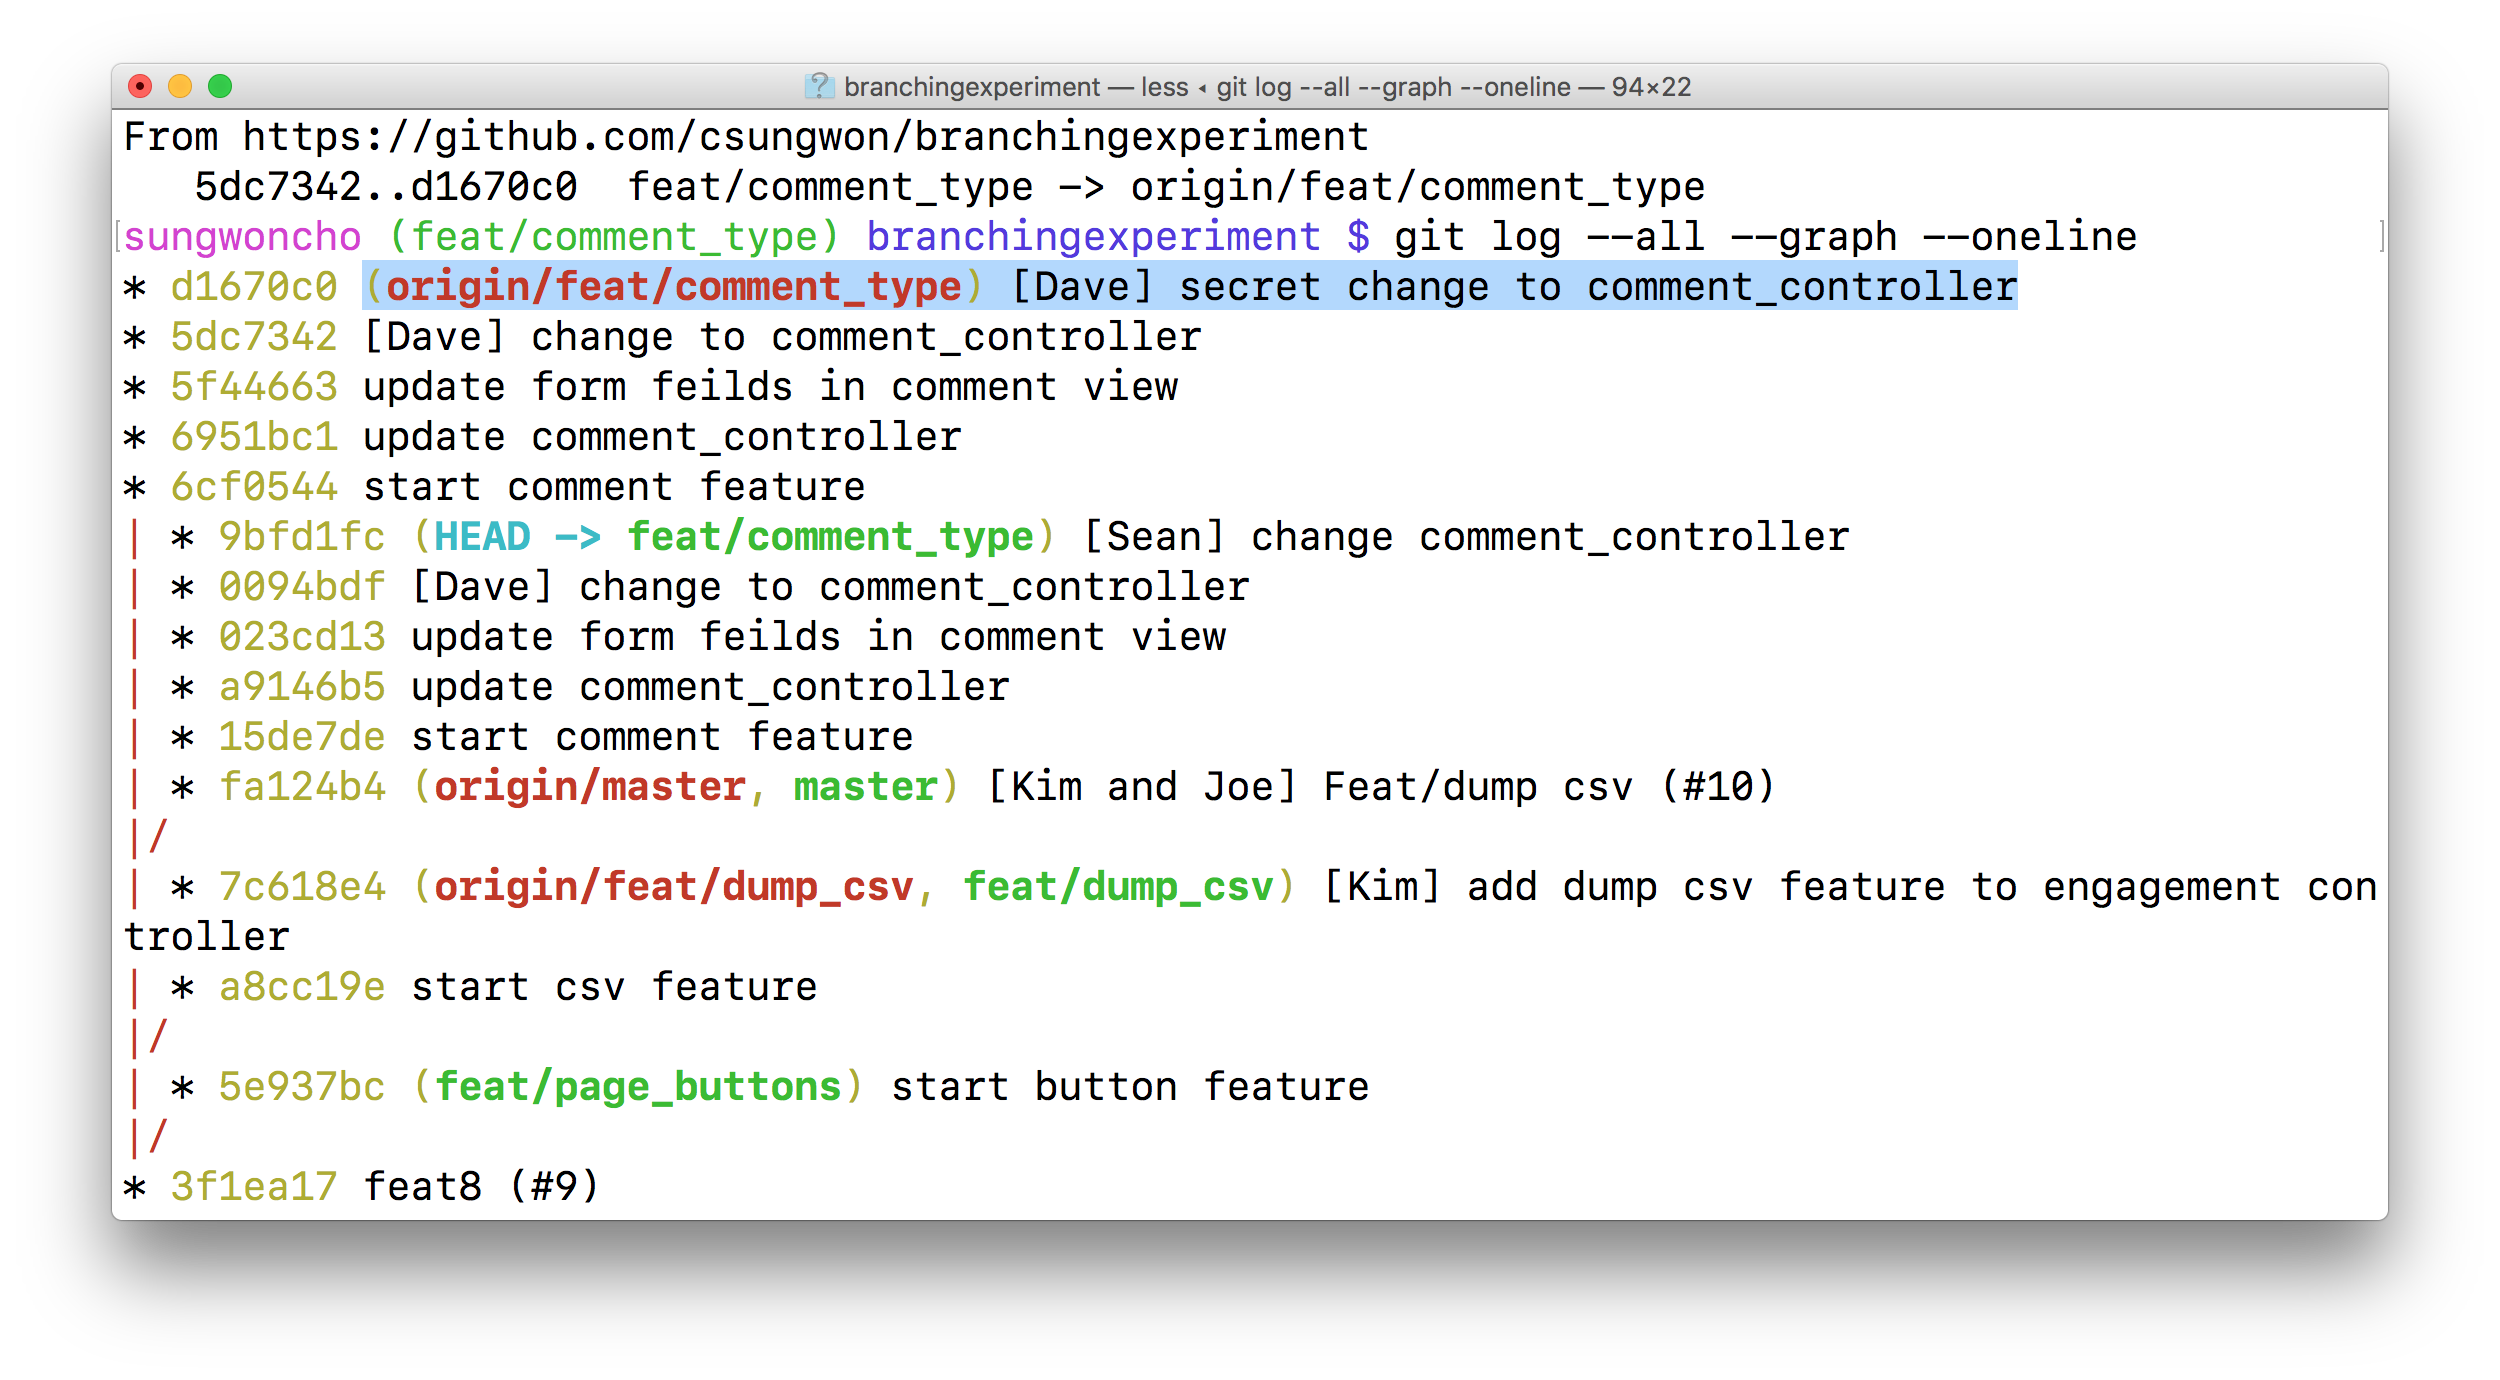 branchingexperiment — less ◂ git log --all --graph --oneline — 94×22
From https://github.com/csungwon/branchingexperiment
   5dc7342..d1670c0  feat/comment_type -> origin/feat/comment_type
[sungwoncho (feat/comment_type) branchingexperiment $ git log --all --graph --oneline ]
* d1670c0 (origin/feat/comment_type) [Dave] secret change to comment_controller
* 5dc7342 [Dave] change to comment_controller
* 5f44663 update form feilds in comment view
* 6951bc1 update comment_controller
* 6cf0544 start comment feature
| * 9bfd1fc (HEAD -> feat/comment_type) [Sean] change comment_controller
| * 0094bdf [Dave] change to comment_controller
| * 023cd13 update form feilds in comment view
| * a9146b5 update comment_controller
| * 15de7de start comment feature
| * fa124b4 (origin/master, master) [Kim and Joe] Feat/dump csv (#10)
|/
| * 7c618e4 (origin/feat/dump_csv, feat/dump_csv) [Kim] add dump csv feature to engagement con
troller
| * a8cc19e start csv feature
|/
| * 5e937bc (feat/page_buttons) start button feature
|/
* 3f1ea17 feat8 (#9)